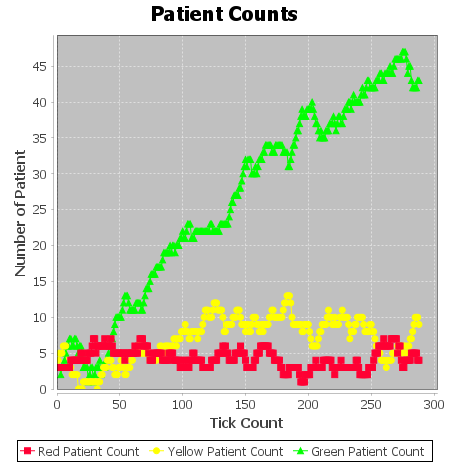 Patient Counts
Number of Patient
45
40
35
30
25
20
15
10
5
0
0 50 100 150 200 250 300
Tick Count
Red Patient Count Yellow Patient Count Green Patient Count